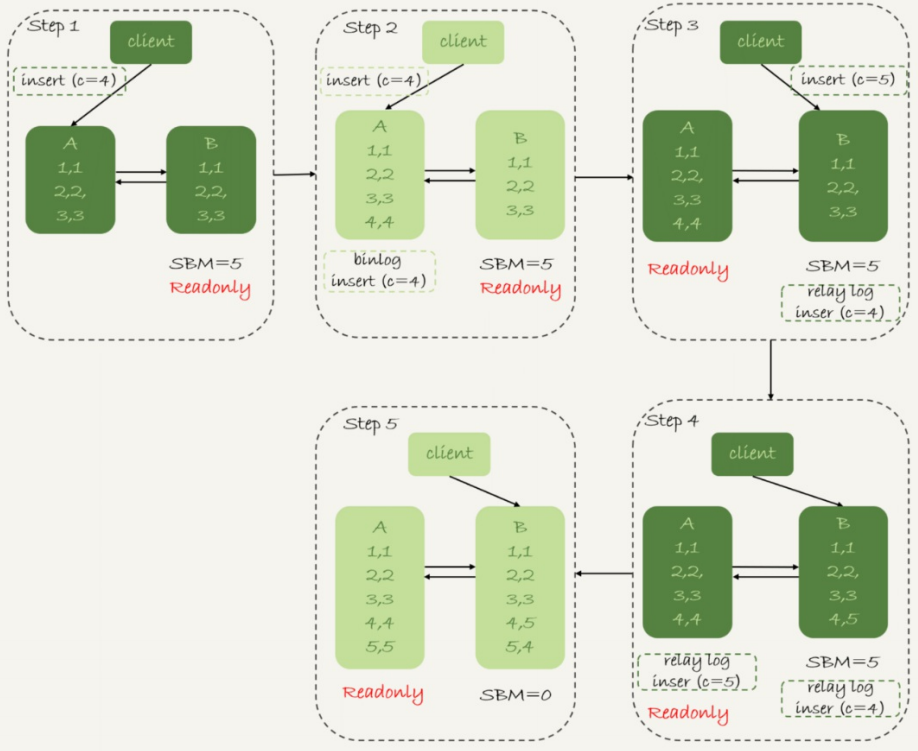 Step 1
client
insert (c=4)
A
1,1
2,2,
3,3
B
1,1
2,2,
3,3
SBM=5
Readonly
Step 2
client
insert (c=4)
A
1,1
2,2
3,3
4,4
B
1,1
2,2
3,3
binlog
insert (c=4)
SBM=5
Readonly
Step 3
client
insert (c=5)
A
1,1
2,2,
3,3
4,4
B
1,1
2,2,
3,3
Readonly
SBM=5
relay log
inser (c=4)
Step 4
client
A
1,1
2,2,
3,3
4,4
B
1,1
2,2,
3,3
4,5
relay log
inser (c=5)
Readonly
SBM=5
relay log
inser (c=4)
Step 5
client
A
1,1
2,2
3,3
4,4
5,5
B
1,1
2,2
3,3
4,5
5,4
Readonly
SBM=0